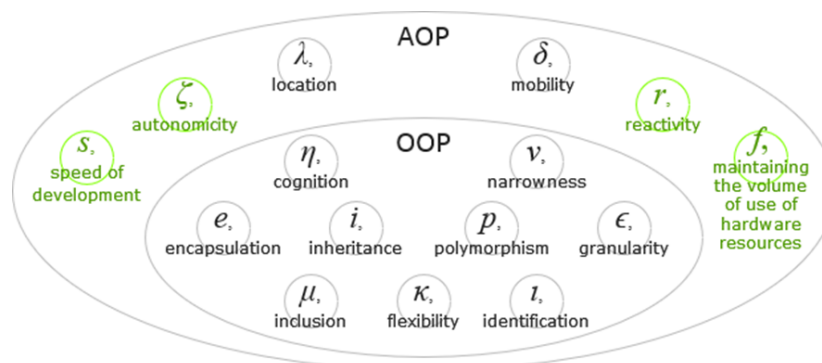 AOP
λ,
location
δ,
mobility
ζ,
autonomicity
r,
reactivity
s,
speed of
development
f,
maintaining
the volume
of use of
hardware
resources
OOP
η,
cognition
ν,
narrowness
e,
encapsulation
i,
inheritance
p,
polymorphism
ϵ,
granularity
μ,
inclusion
κ,
flexibility
ι,
identification